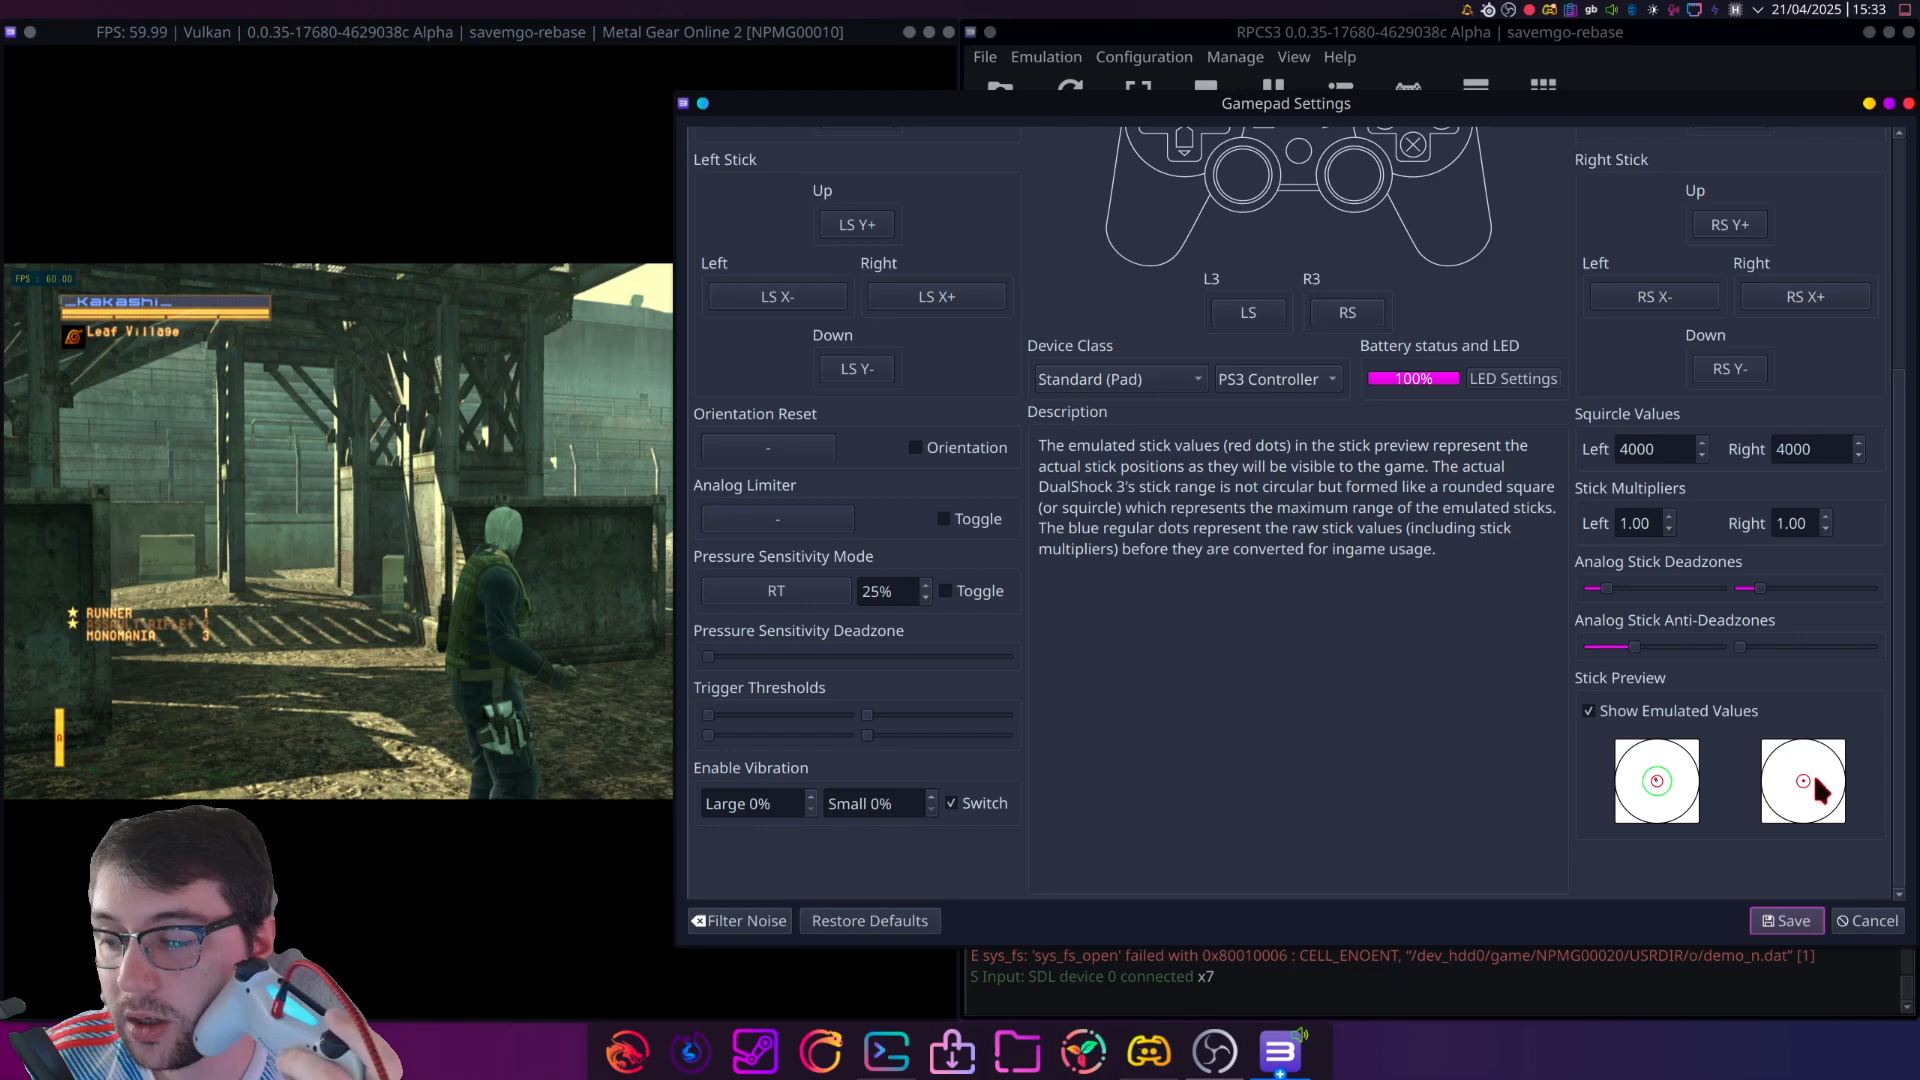 gb
21/04/2025 | 15:33
FPS: 59.99 | Vulkan | 0.0.35-17680-4629038c Alpha | savemgo-rebase | Metal Gear Online 2 [NPMG00010]
RPCS3 0.0.35-17680-4629038c Alpha | savemgo-rebase
File Emulation Configuration Manage View Help
Gamepad Settings
Left Stick
Up
LS Y+
Left Right
LS X- LS X+
Down
LS Y-
Orientation Reset
- Orientation
Analog Limiter
- Toggle
Pressure Sensitivity Mode
RT 25% Toggle
Pressure Sensitivity Deadzone
Trigger Thresholds
Enable Vibration
Large 0% Small 0% Switch
L3 R3
LS RS
Device Class
Standard (Pad) PS3 Controller
Battery status and LED
100% LED Settings
Description
The emulated stick values (red dots) in the stick preview represent the
actual stick positions as they will be visible to the game. The actual
DualShock 3's stick range is not circular but formed like a rounded square
(or squircle) which represents the maximum range of the emulated sticks.
The blue regular dots represent the raw stick values (including stick
multipliers) before they are converted for ingame usage.
Right Stick
Up
RS Y+
Left Right
RS X- RS X+
Down
RS Y-
Squircle Values
Left 4000 Right 4000
Stick Multipliers
Left 1.00 Right 1.00
Analog Stick Deadzones
Analog Stick Anti-Deadzones
Stick Preview
Show Emulated Values
Filter Noise Restore Defaults
Save Cancel
E sys_fs: 'sys_fs_open' failed with 0x80010006 : CELL_ENOENT, “/dev_hdd0/game/NPMG00020/USRDIR/o/demo_n.dat” [1]
S Input: SDL device 0 connected x7
FPS : 60.00
_Kakashi_
Leaf Village
RUNNER 1
ASSAULT RIFLE+ 2
MONOMANIA 3
A